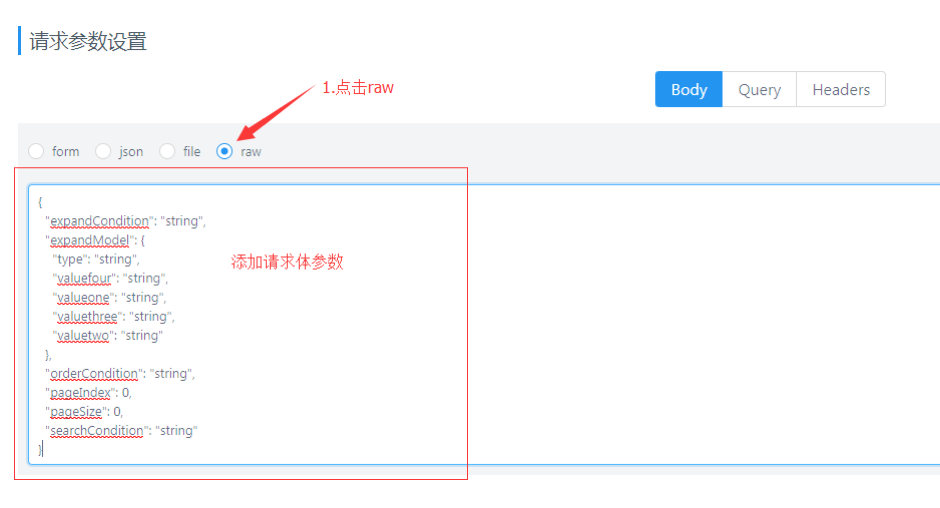 请求参数设置
1.点击raw
Body Query Headers
form json file raw
{
"expandCondition": "string",
"expandModel": {
"type": "string",
"valuefour": "string",
"valueone": "string",
"valuethree": "string",
"valuetwo": "string"
},
"orderCondition": "string",
"pageIndex": 0,
"pageSize": 0,
"searchCondition": "string"
}
添加请求体参数